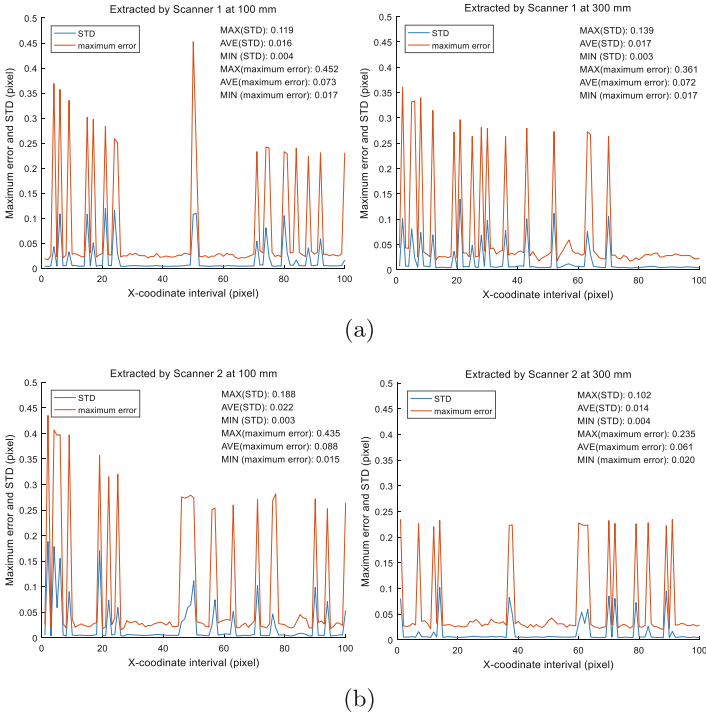 Extracted by Scanner 1 at 100 mm
STD
maximum error
MAX(STD): 0.119
AVE(STD): 0.016
MIN (STD): 0.004
MAX(maximum error): 0.452
AVE(maximum error): 0.073
MIN (maximum error): 0.017
Maximum error and STD (pixel)
0.5
0.45
0.4
0.35
0.3
0.25
0.2
0.15
0.1
0.05
0
0 20 40 60 80 100
X-coodinate interival (pixel)
Extracted by Scanner 1 at 300 mm
STD
maximum error
MAX(STD): 0.139
AVE(STD): 0.017
MIN (STD): 0.003
MAX(maximum error): 0.361
AVE(maximum error): 0.072
MIN (maximum error): 0.017
Maximum error and STD (pixel)
0.5
0.45
0.4
0.35
0.3
0.25
0.2
0.15
0.1
0.05
0
0 20 40 60 80 100
X-coodinate interival (pixel)
(a)
Extracted by Scanner 2 at 100 mm
STD
maximum error
MAX(STD): 0.188
AVE(STD): 0.022
MIN (STD): 0.003
MAX(maximum error): 0.435
AVE(maximum error): 0.088
MIN (maximum error): 0.015
Maximum error and STD (pixel)
0.5
0.45
0.4
0.35
0.3
0.25
0.2
0.15
0.1
0.05
0
0 20 40 60 80 100
X-coodinate interival (pixel)
Extracted by Scanner 2 at 300 mm
STD
maximum error
MAX(STD): 0.102
AVE(STD): 0.014
MIN (STD): 0.004
MAX(maximum error): 0.235
AVE(maximum error): 0.061
MIN (maximum error): 0.020
Maximum error and STD (pixel)
0.5
0.45
0.4
0.35
0.3
0.25
0.2
0.15
0.1
0.05
0
0 20 40 60 80 100
X-coodinate interival (pixel)
(b)